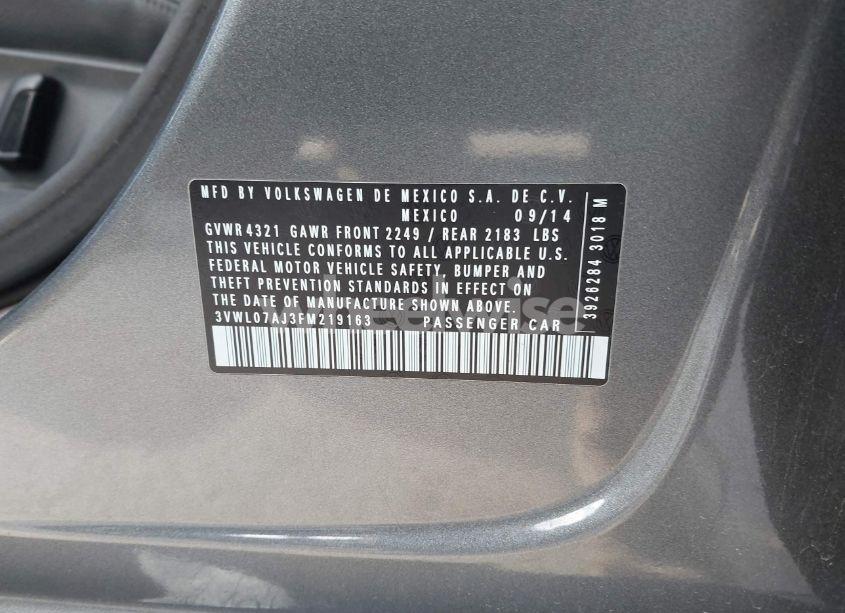 MFD BY VOLKSWAGEN DE MEXICO S.A. DE C.V.
MEXICO 09/14
GVWR 4321 GAWR FRONT 2249 / REAR 2183 LBS
THIS VEHICLE CONFORMS TO ALL APPLICABLE U.S.
FEDERAL MOTOR VEHICLE SAFETY, BUMPER AND
THEFT PREVENTION STANDARDS IN EFFECT ON
THE DATE OF MANUFACTURE SHOWN ABOVE.
3VWL07AJ3FM219163 PASSENGER CAR
3926284 3018 M